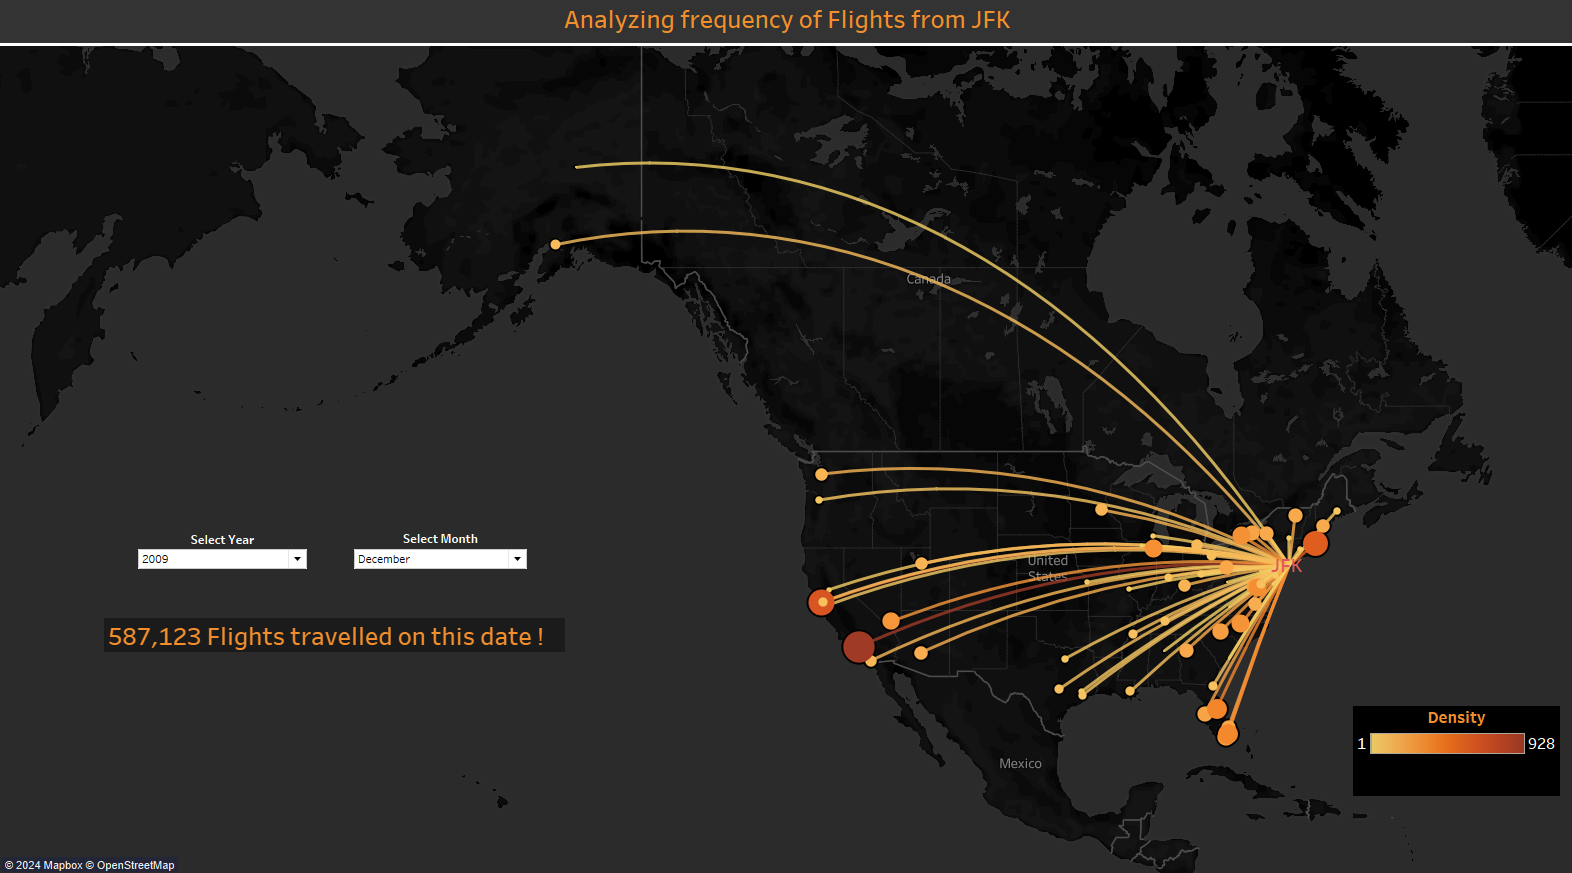 Analyzing frequency of Flights from JFK
Canada
United
States
JFK
Select Year
Select Month
2009
December
587,123 Flights travelled on this date !
Density
1
928
Mexico
© 2024 Mapbox © OpenStreetMap